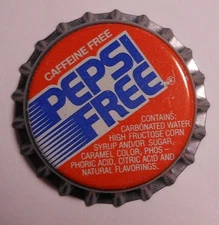 CAFFEINE FREE
PEPSI
FREE®
CONTAINS:
CARBONATED WATER,
HIGH FRUCTOSE CORN
SYRUP AND/OR SUGAR,
CARAMEL COLOR, PHOS–
PHORIC ACID, CITRIC ACID AND
NATURAL FLAVORINGS.